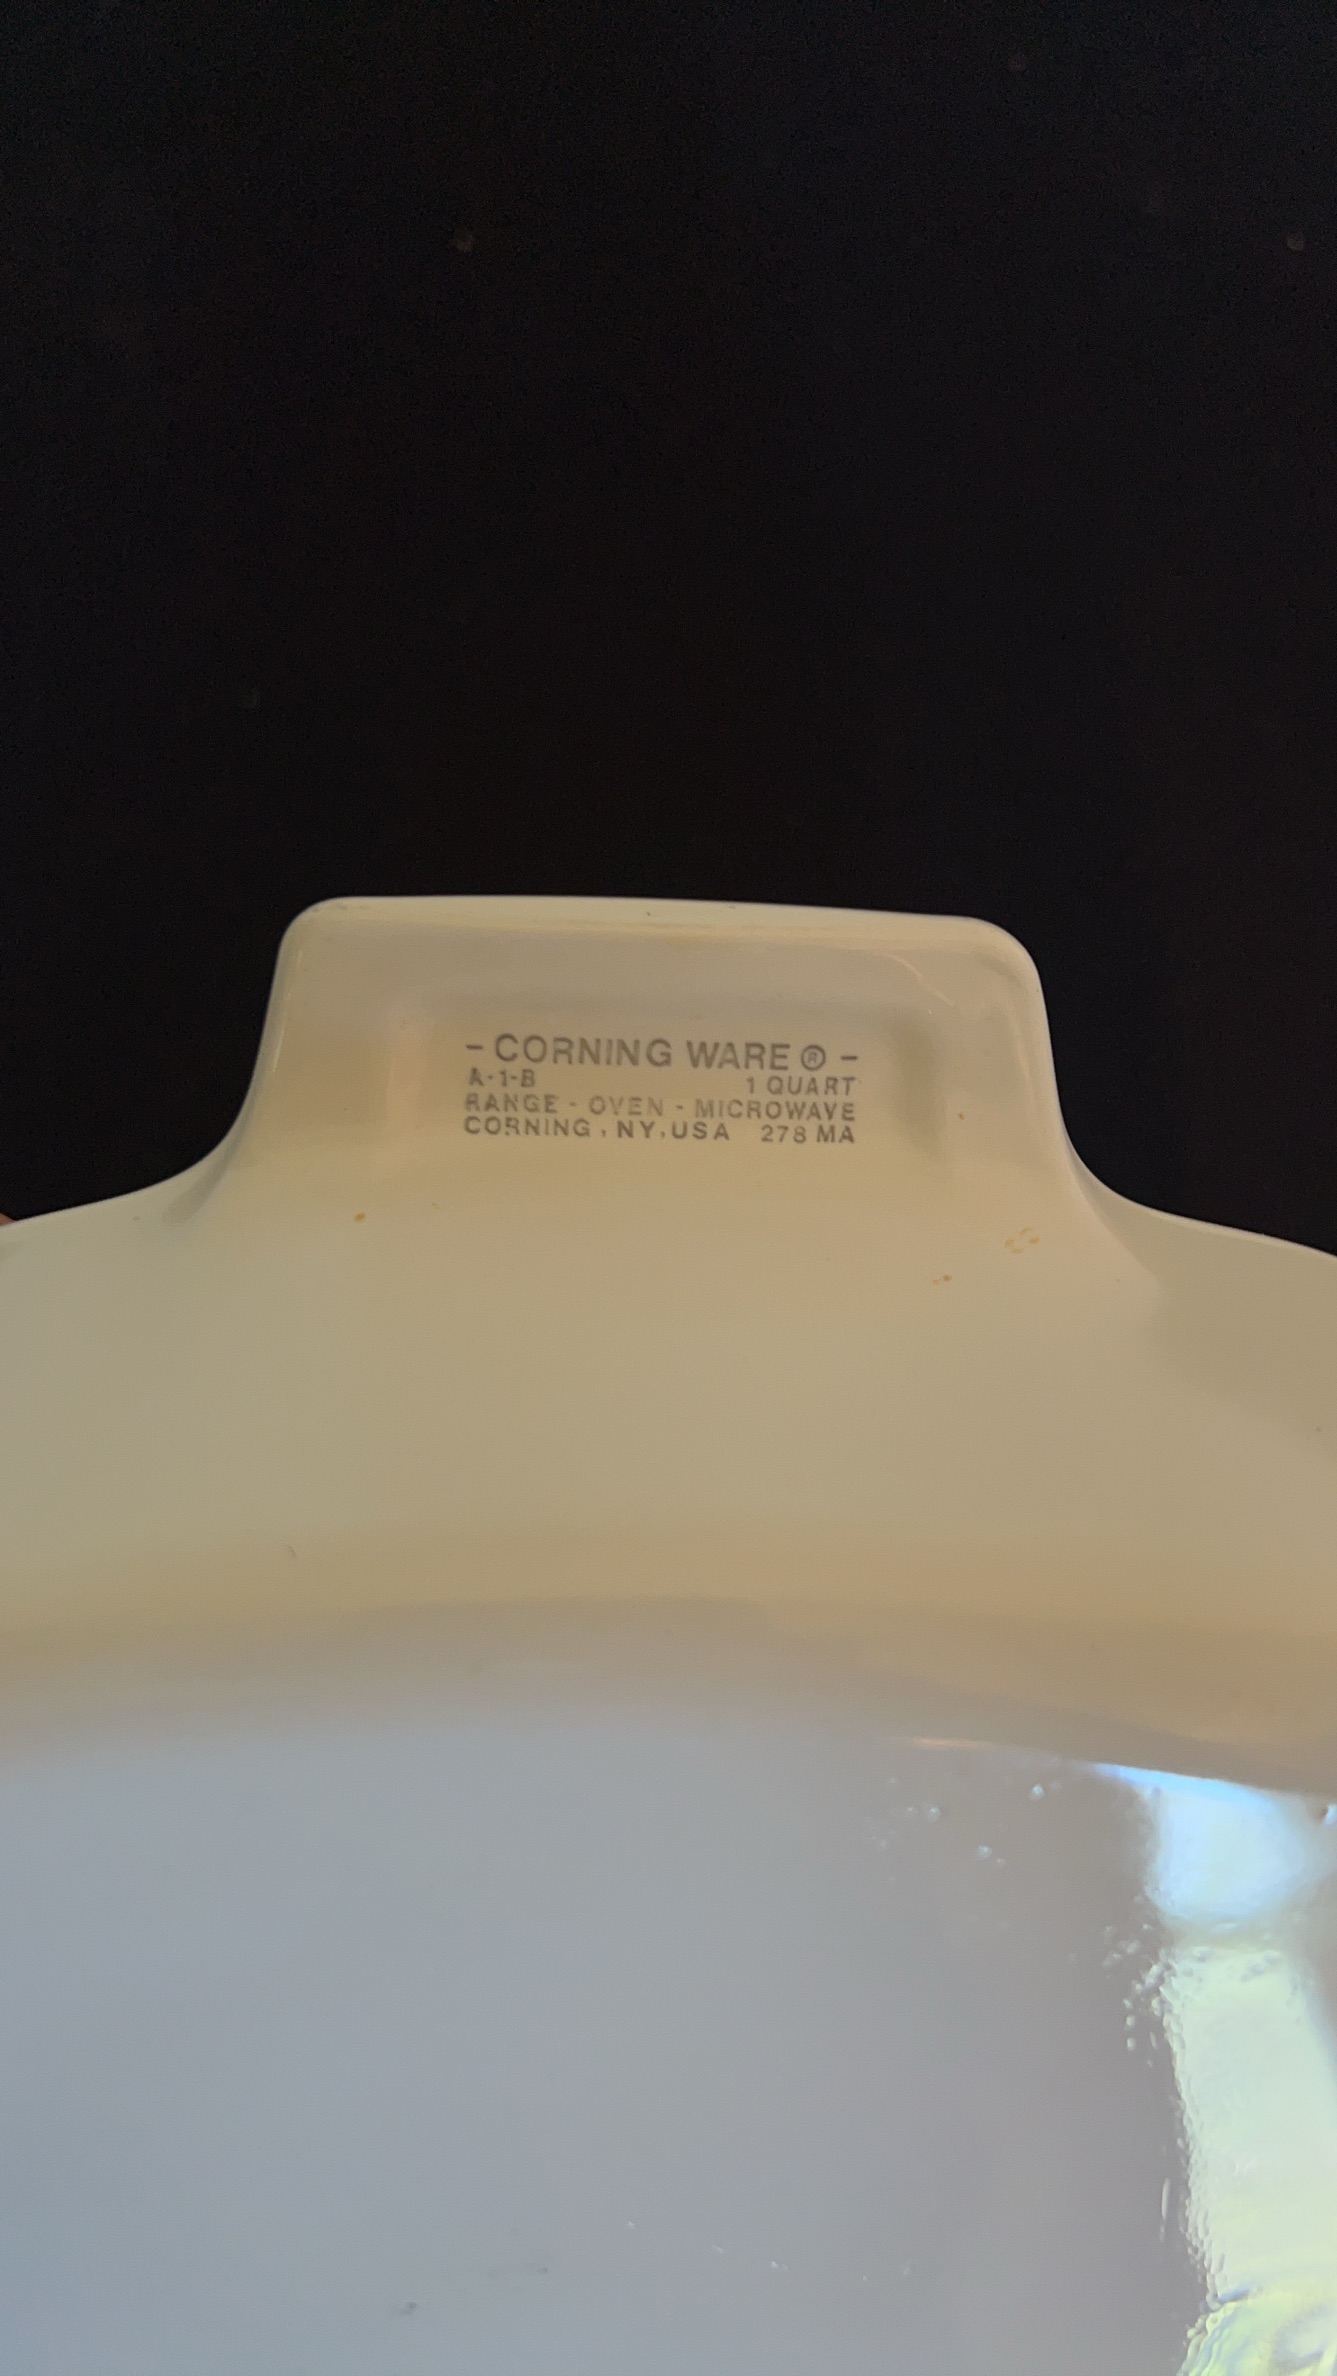 - CORNING WARE ® -
A-1-B 1 QUART
RANGE - OVEN - MICROWAVE
CORNING, NY, USA 278 MA